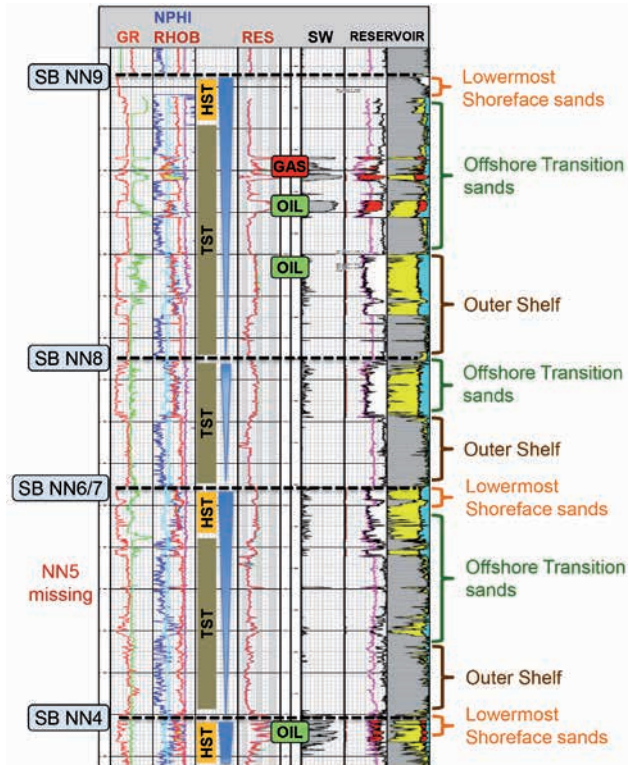 NPHI
GR RHOB RES SW RESERVOIR
SB NN9
HST
Lowermost
Shoreface sands
GAS
Offshore Transition
sands
OIL
TST
OIL
Outer Shelf
SB NN8
Offshore Transition
sands
TST
Outer Shelf
SB NN6/7
HST
Lowermost
Shoreface sands
NN5
missing
Offshore Transition
sands
TST
Outer Shelf
SB NN4
Lowermost
Shoreface sands
HST
OIL